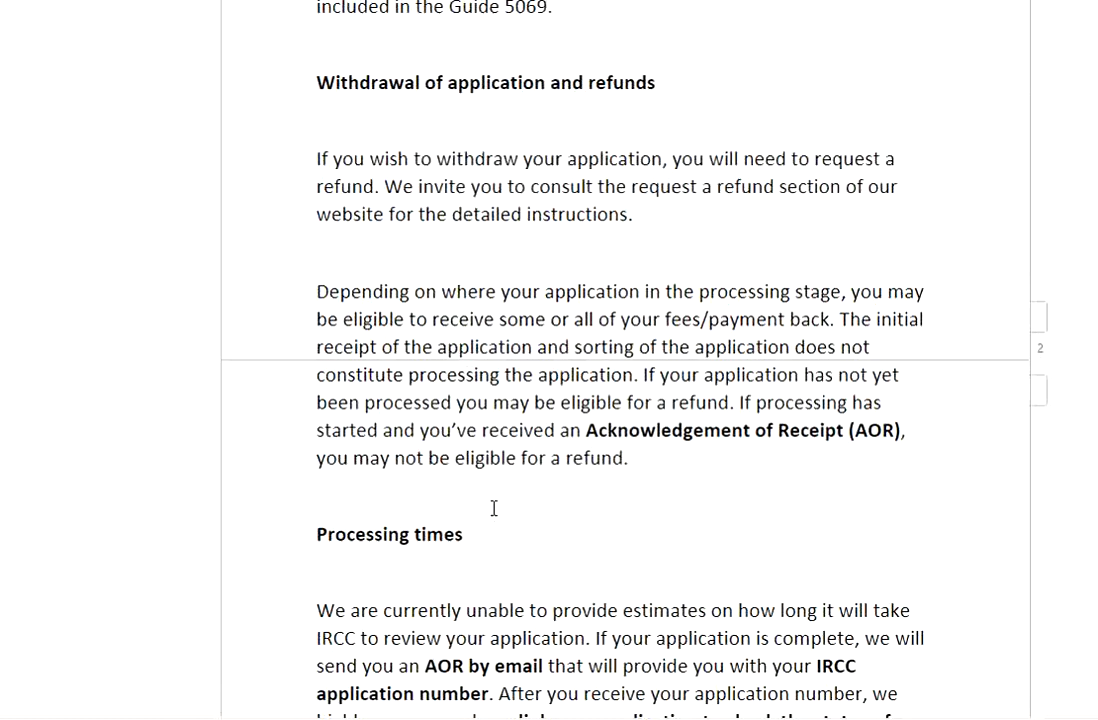 included in the Guide 5069.
Withdrawal of application and refunds
If you wish to withdraw your application, you will need to request a
refund. We invite you to consult the request a refund section of our
website for the detailed instructions.
Depending on where your application in the processing stage, you may
be eligible to receive some or all of your fees/payment back. The initial
receipt of the application and sorting of the application does not
2
constitute processing the application. If your application has not yet
been processed you may be eligible for a refund. If processing has
started and you’ve received an Acknowledgement of Receipt (AOR),
you may not be eligible for a refund.
Processing times
We are currently unable to provide estimates on how long it will take
IRCC to review your application. If your application is complete, we will
send you an AOR by email that will provide you with your IRCC
application number. After you receive your application number, we